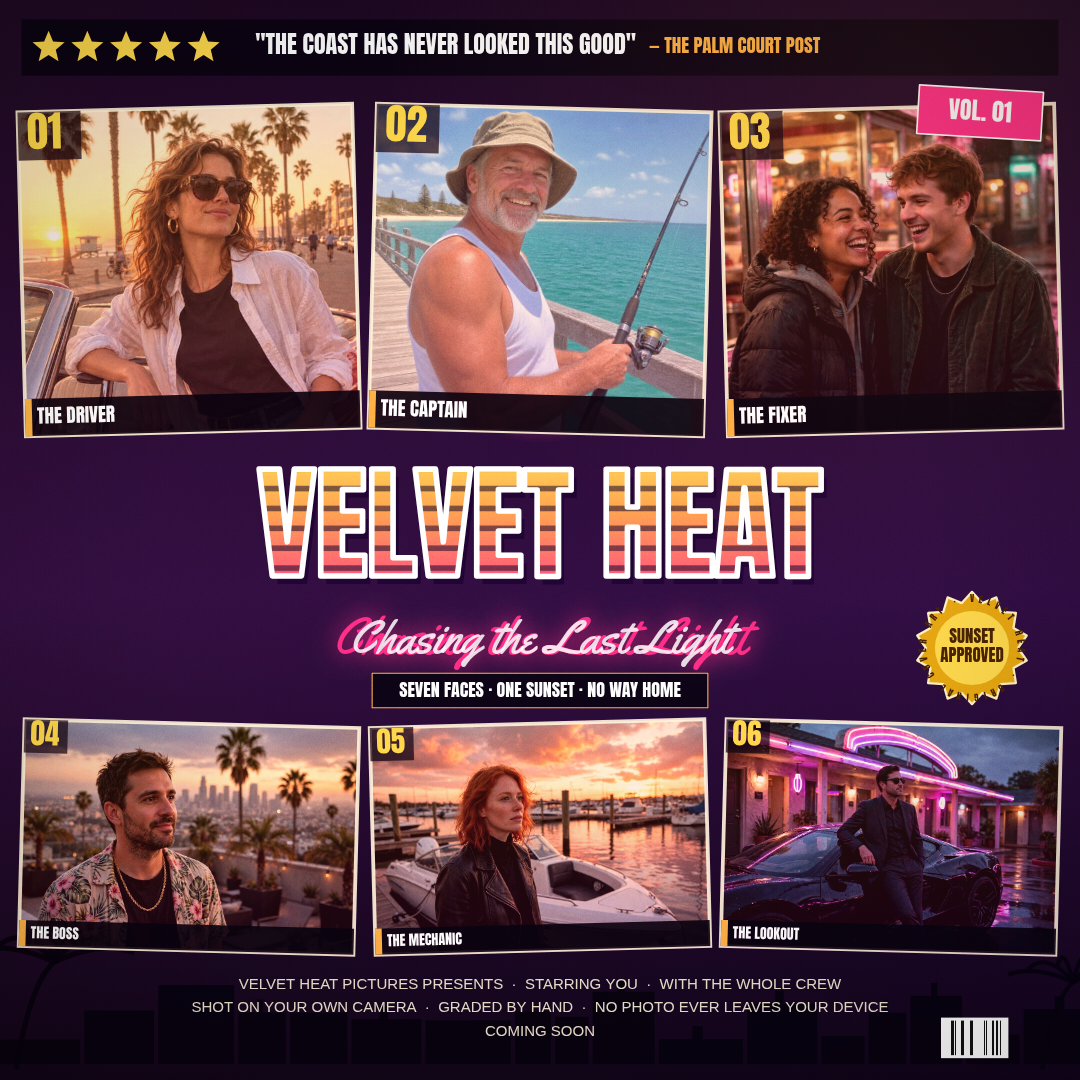 "THE COAST HAS NEVER LOOKED THIS GOOD" – THE PALM COURT POST
VOL. 01
01
02
03
THE DRIVER
THE CAPTAIN
THE FIXER
VELVET HEAT
Chasing the Last Light
SUNSET
APPROVED
SEVEN FACES · ONE SUNSET · NO WAY HOME
04
05
06
THE BOSS
THE MECHANIC
THE LOOKOUT
VELVET HEAT PICTURES PRESENTS · STARRING YOU · WITH THE WHOLE CREW
SHOT ON YOUR OWN CAMERA · GRADED BY HAND · NO PHOTO EVER LEAVES YOUR DEVICE
COMING SOON